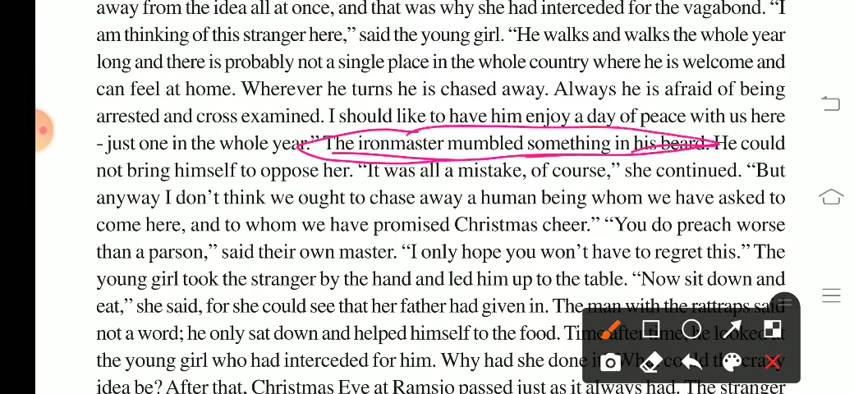 away from the idea all at once, and that was why she had interceded for the vagabond. “I
am thinking of this stranger here,” said the young girl. “He walks and walks the whole year
long and there is probably not a single place in the whole country where he is welcome and
can feel at home. Wherever he turns he is chased away. Always he is afraid of being
arrested and cross examined. I should like to have him enjoy a day of peace with us here
- just one in the whole year.” The ironmaster mumbled something in his beard. He could
not bring himself to oppose her. “It was all a mistake, of course,” she continued. “But
anyway I don’t think we ought to chase away a human being whom we have asked to
come here, and to whom we have promised Christmas cheer.” “You do preach worse
than a parson,” said their own master. “I only hope you won’t have to regret this.” The
young girl took the stranger by the hand and led him up to the table. “Now sit down and
eat,” she said, for she could see that her father had given in. The man with the rattraps said
not a word; he only sat down and helped himself to the food. Time after time, he looked at
the young girl who had interceded for him. Why had she done
idea be? After that, Christmas Eve at Ramsjo passed just as it always had. The stranger